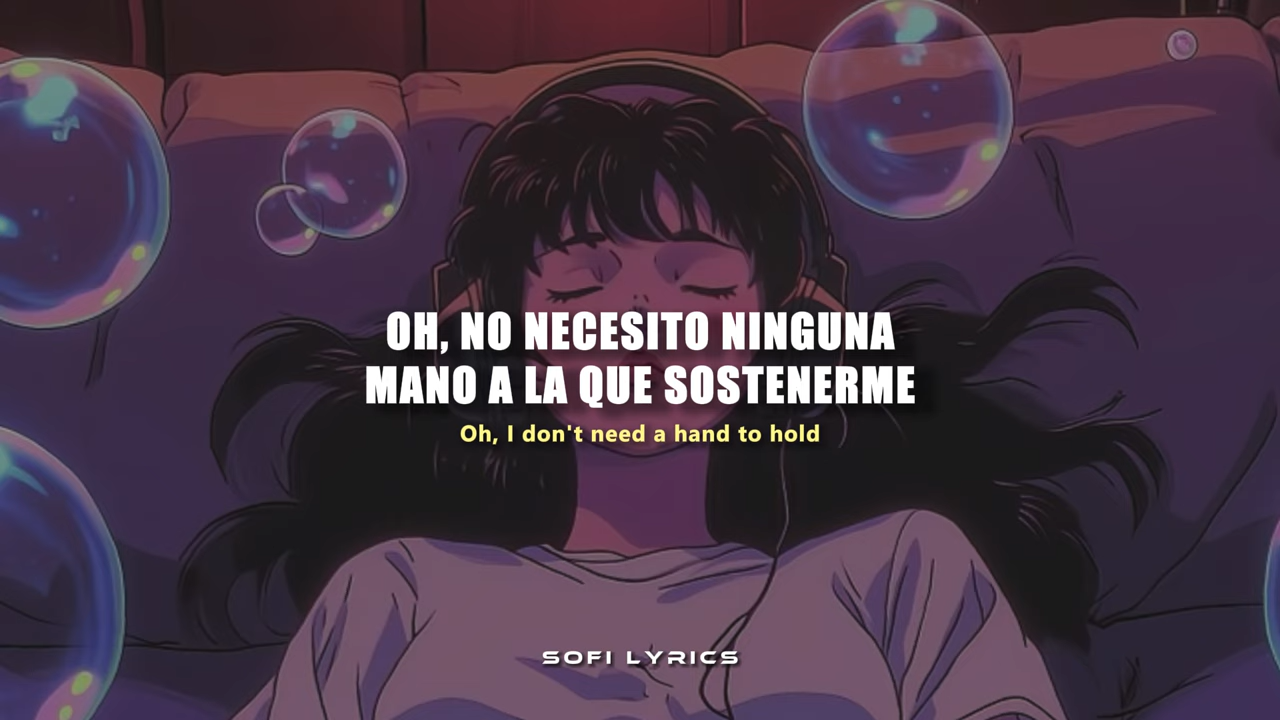 OH, NO NECESITO NINGUNA
MANO A LA QUE SOSTENERME
Oh, I don't need a hand to hold
SOFI LYRICS